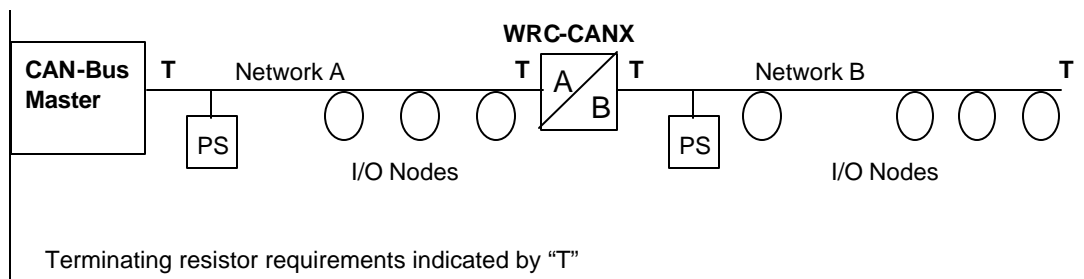 WRC-CANX
CAN-Bus Master
T
Network A
T
A
B
T
Network B
T
PS
PS
I/O Nodes
I/O Nodes
Terminating resistor requirements indicated by “T”